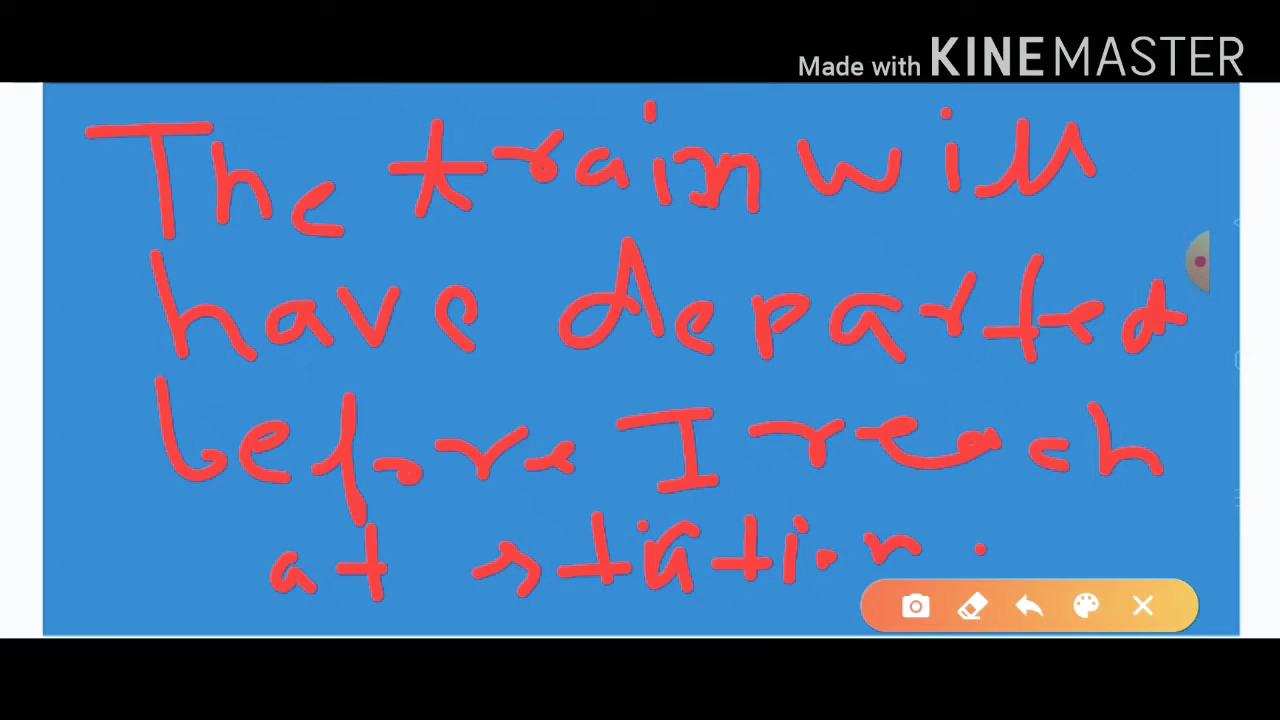 Made with KINEMASTER
The train will
have departed
before I reach
at station.